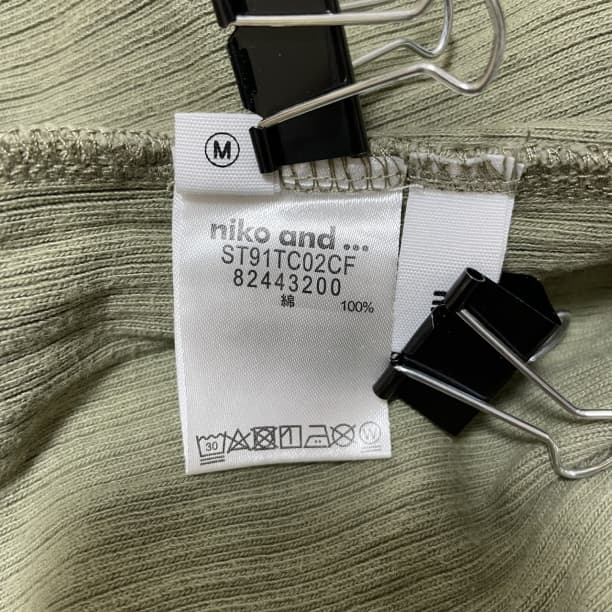 M
niko and ...
ST91TC02CF
82443200
綿 100%
30
W